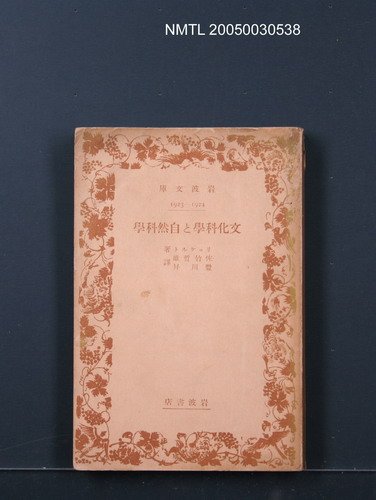 NMTL 20050030538
岩波文庫
1923—1924
文化科學と自然科學
リッケルト著
佐竹哲雄
豐川昇 譯
岩波書店